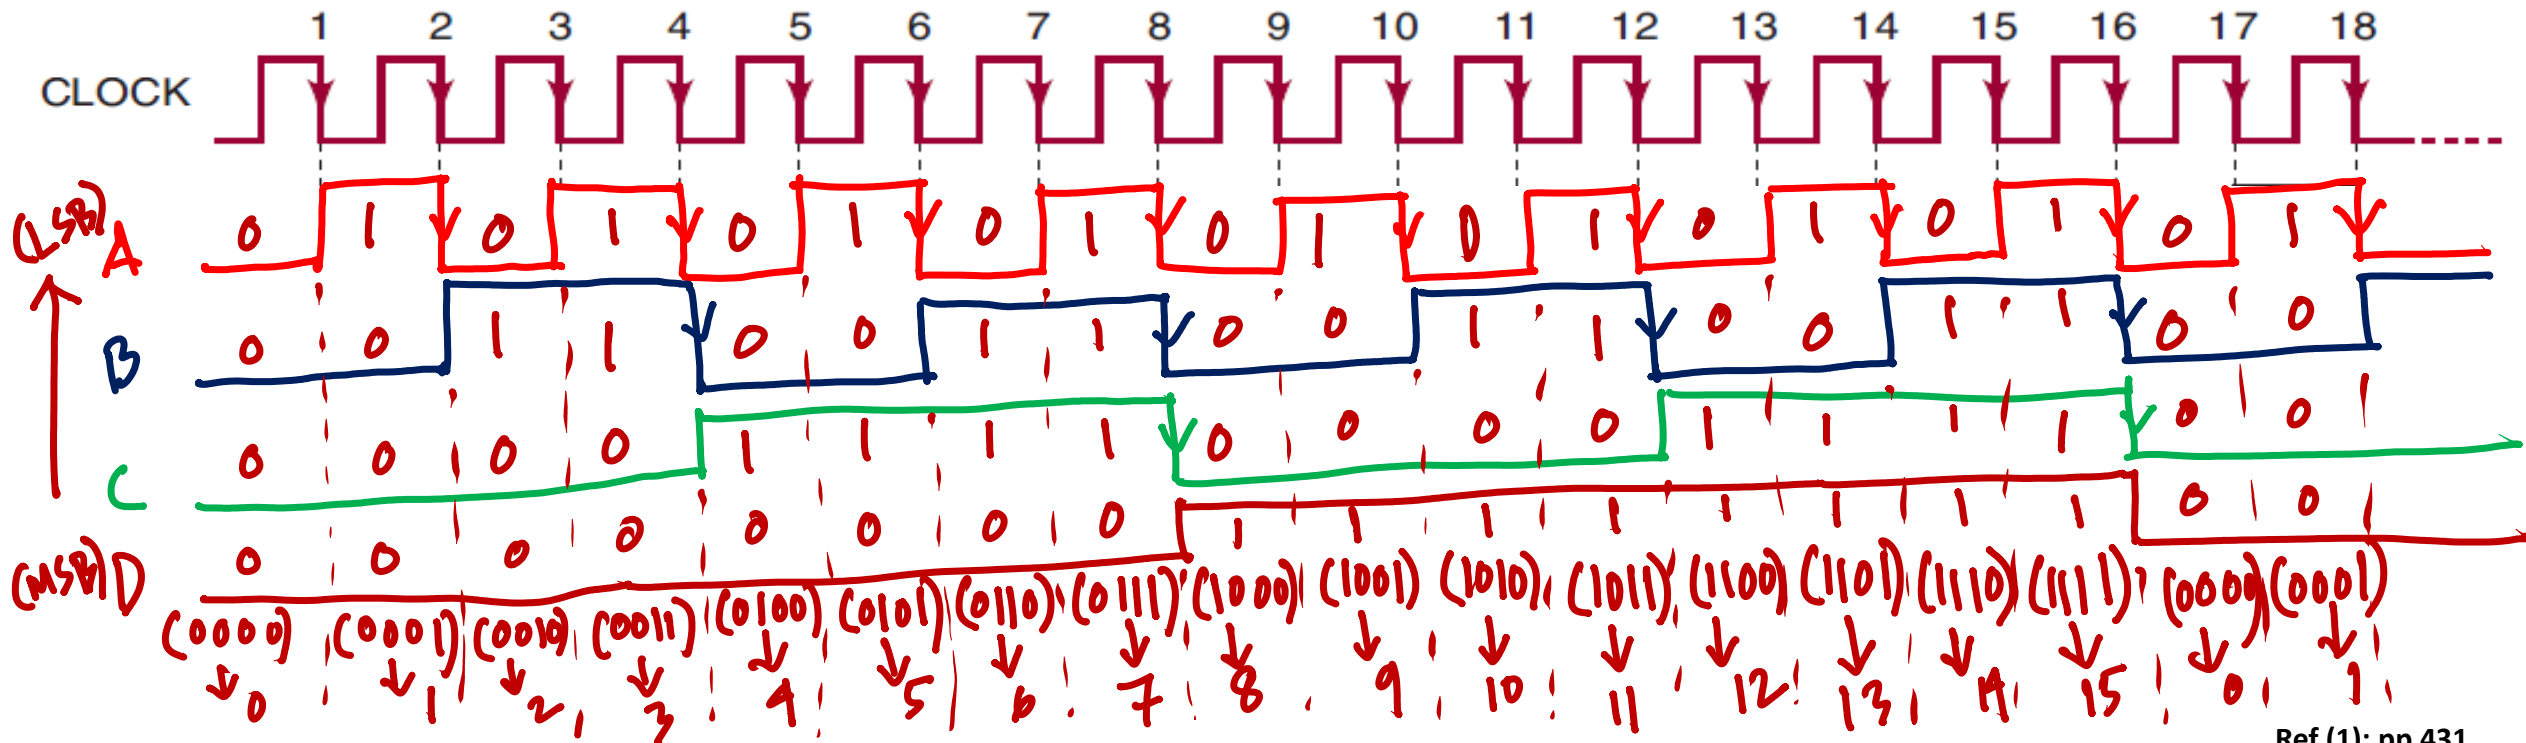 1 2 3 4 5 6 7 8 9 10 11 12 13 14 15 16 17 18
CLOCK
(LSB) A 0 1 0 1 0 1 0 1 0 1 0 1 0 1 0 1 0 1
B 0 0 1 1 0 0 1 1 0 0 1 1 0 0 1 1 0 0
C 0 0 0 0 1 1 1 1 0 0 0 0 1 1 1 1 0 0
(MSB) D 0 0 0 0 0 0 0 0 1 1 1 1 1 1 1 1 0 0
(0000) (0001) (0010) (0011) (0100) (0101) (0110) (0111) (1000) (1001) (1010) (1011) (1100) (1101) (1110) (1111) (0000) (0001)
0 1 2 3 4 5 6 7 8 9 10 11 12 13 14 15 0 1
Ref (1): pp 431